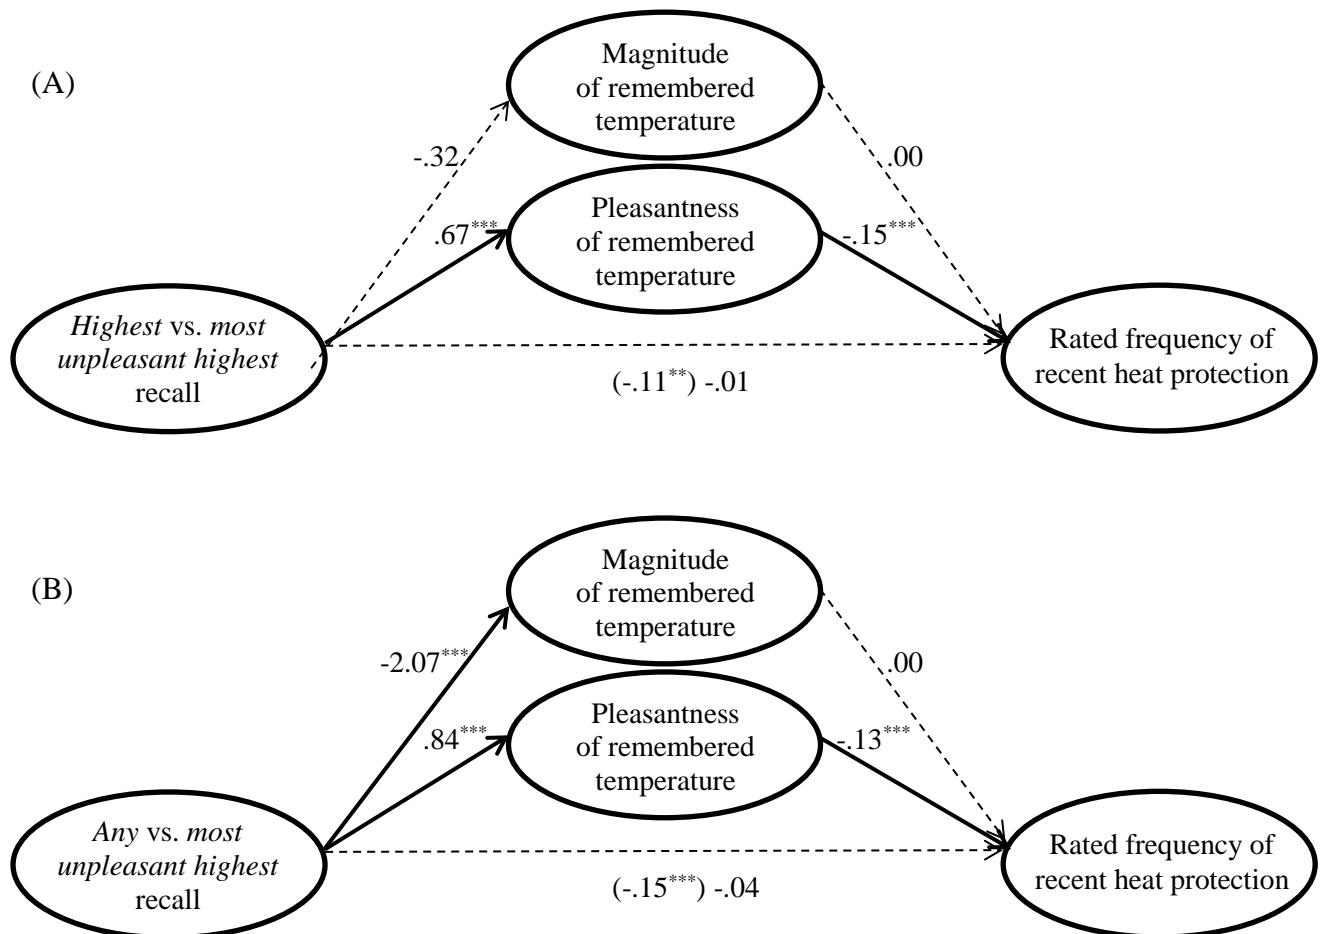 (A)
Magnitude
of remembered
temperature
-.32
.00
Pleasantness
of remembered
temperature
.67***
-.15***
Highest vs. most
unpleasant highest
recall
Rated frequency of
recent heat protection
(-.11**) -.01
(B)
Magnitude
of remembered
temperature
-2.07***
.00
Pleasantness
of remembered
temperature
.84***
-.13***
Any vs. most
unpleasant highest
recall
Rated frequency of
recent heat protection
(-.15***) -.04